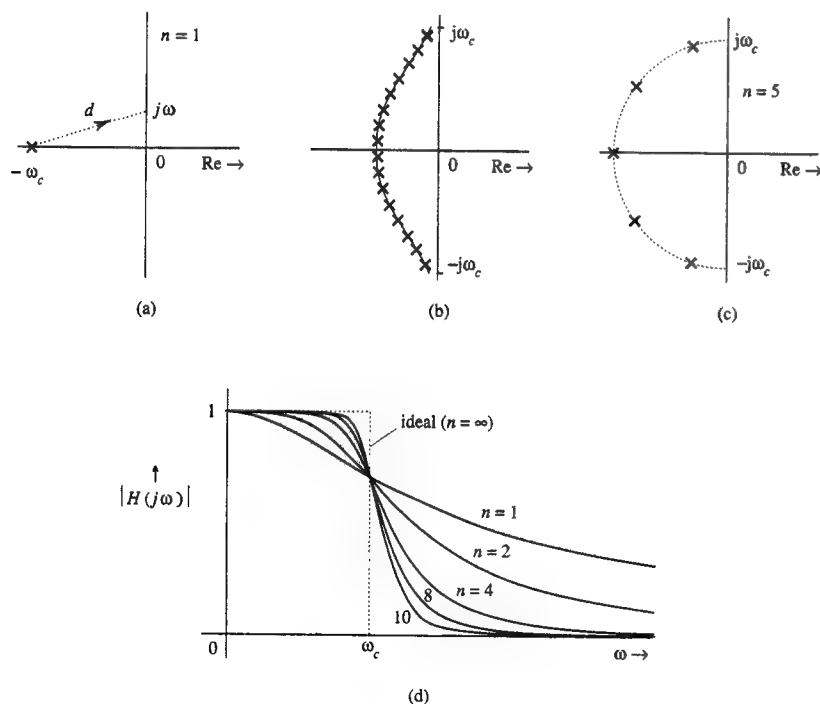 n = 1
d
jω
0
Re →
− ω_c
(a)
jω_c
0
Re →
−jω_c
(b)
jω_c
n = 5
0
Re →
−jω_c
(c)
1
ideal (n = ∞)
|H (jω)|
n = 1
n = 2
n = 4
8
10
0
ω_c
ω →
(d)